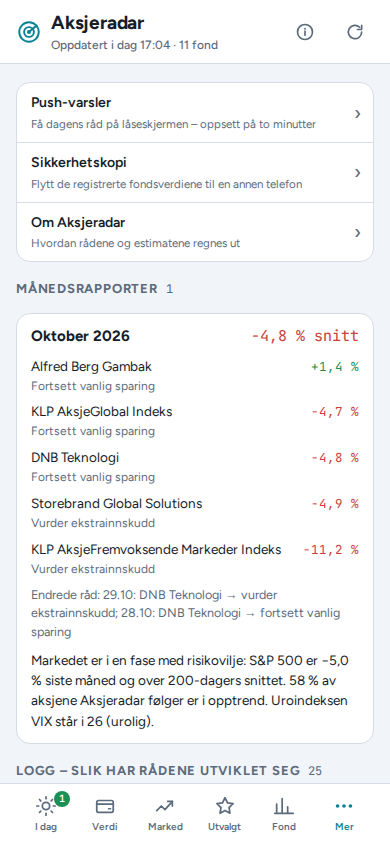 Aksjeradar
Oppdatert i dag 17:04 · 11 fond
Push-varsler
Få dagens råd på låseskjermen – oppsett på to minutter
Sikkerhetskopi
Flytt de registrerte fondsverdiene til en annen telefon
Om Aksjeradar
Hvordan rådene og estimatene regnes ut
MÅNEDSRAPPORTER 1
Oktober 2026 -4,8 % snitt
Alfred Berg Gambak +1,4 %
Fortsett vanlig sparing
KLP AksjeGlobal Indeks -4,7 %
Fortsett vanlig sparing
DNB Teknologi -4,8 %
Fortsett vanlig sparing
Storebrand Global Solutions -4,9 %
Vurder ekstrainnskudd
KLP AksjeFremvoksende Markeder Indeks -11,2 %
Vurder ekstrainnskudd
Endrede råd: 29.10: DNB Teknologi → vurder
ekstrainnskudd; 28.10: DNB Teknologi → fortsett vanlig
sparing
Markedet er i en fase med risikovilje: S&P 500 er −5,0
% siste måned og over 200-dagers snittet. 58 % av
aksjene Aksjeradar følger er i opptrend. Uroindeksen
VIX står i 26 (urolig).
LOGG – SLIK HAR RÅDENE UTVIKLET SEG 25
1
I dag Verdi Marked Utvalgt Fond Mer